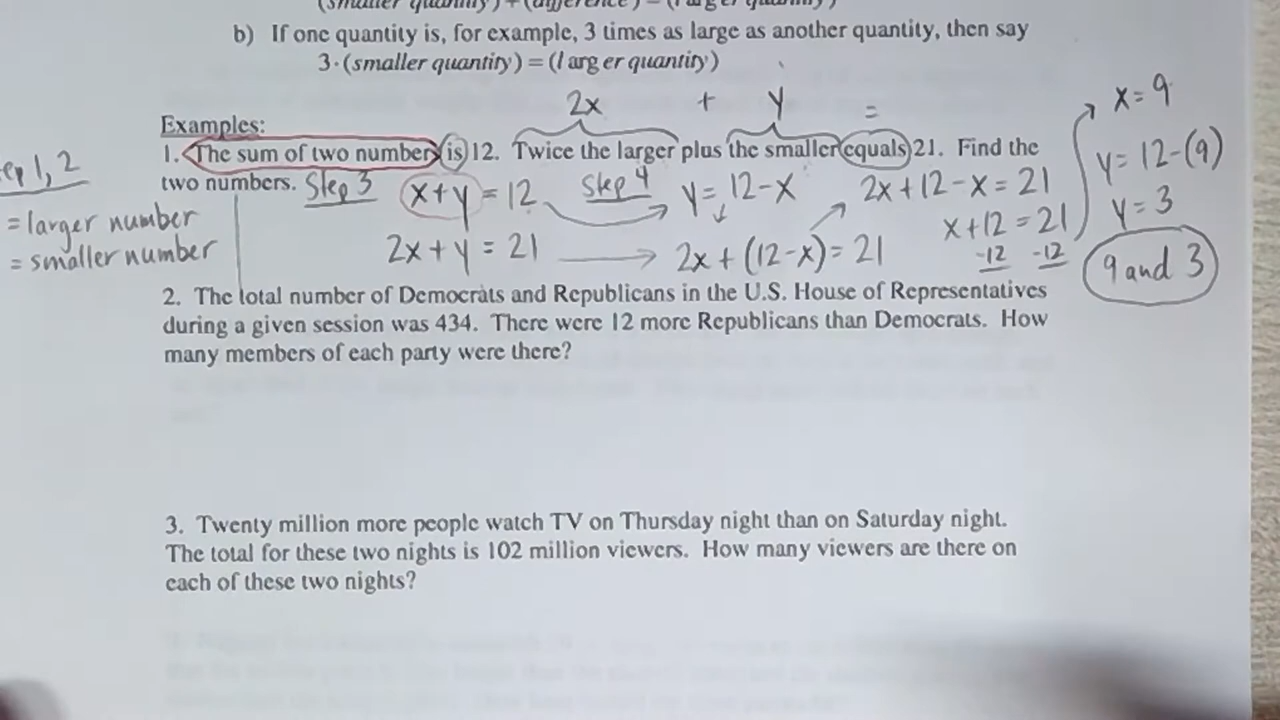 (smaller quantity) + (difference) = (larger quantity)
b) If one quantity is, for example, 3 times as large as another quantity, then say
3·(smaller quantity) = (larger quantity)
2x + y =
Examples:
1. The sum of two numbers is 12. Twice the larger plus the smaller equals 21. Find the
two numbers.
Step 3
x+y = 12
2x+y = 21
Step 4
y = 12-x
2x + (12-x) = 21
2x+12-x = 21
x+12 = 21
-12 -12
x = 9
y = 12-(9)
y = 3
9 and 3
1, 2
= larger number
= smaller number
2. The total number of Democrats and Republicans in the U.S. House of Representatives
during a given session was 434. There were 12 more Republicans than Democrats. How
many members of each party were there?
3. Twenty million more people watch TV on Thursday night than on Saturday night.
The total for these two nights is 102 million viewers. How many viewers are there on
each of these two nights?